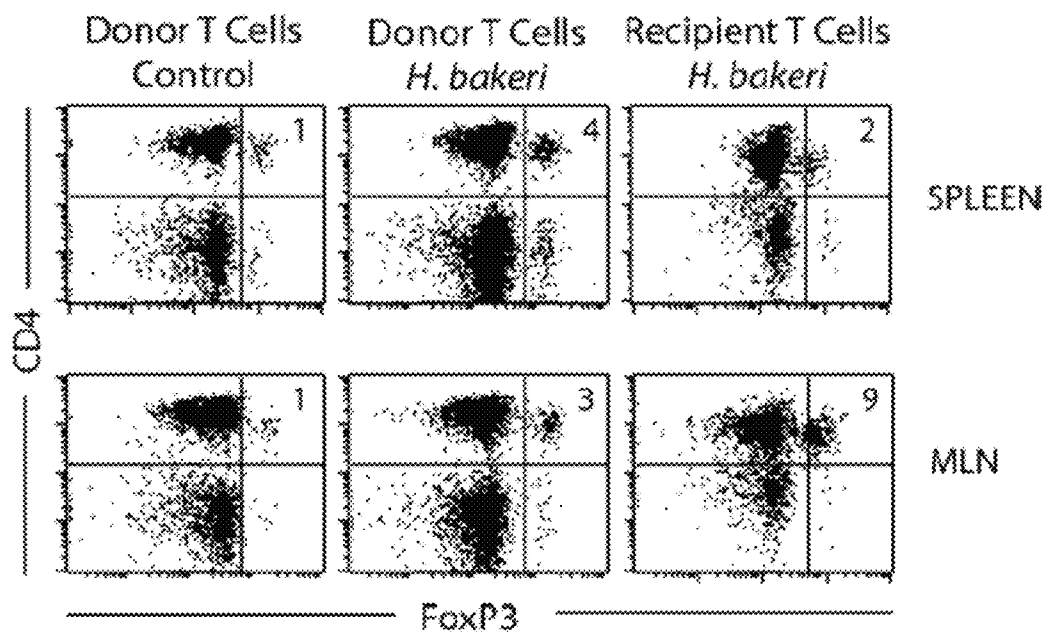 Donor T Cells
Control
Donor T Cells
H. bakeri
Recipient T Cells
H. bakeri
1
4
2
SPLEEN
CD4
1
3
9
MLN
FoxP3